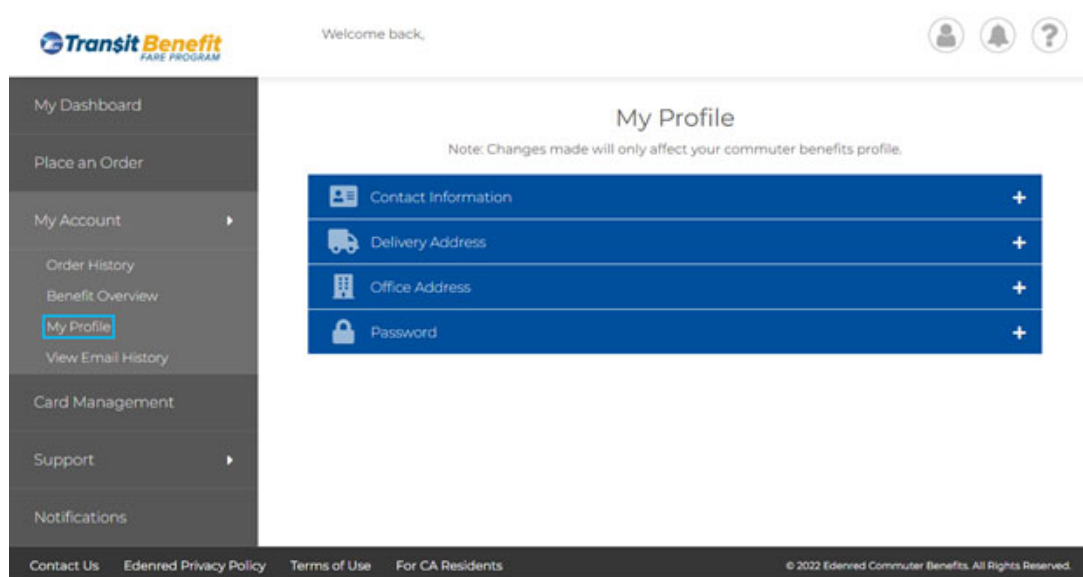 Tran$it Benefit
FARE PROGRAM
Welcome back,
My Dashboard
Place an Order
My Account
Order History
Benefit Overview
My Profile
View Email History
Card Management
Support
Notifications
My Profile
Note: Changes made will only affect your commuter benefits profile.
Contact Information
Delivery Address
Office Address
Password
Contact Us Edenred Privacy Policy Terms of Use For CA Residents © 2022 Edenred Commuter Benefits. All Rights Reserved.